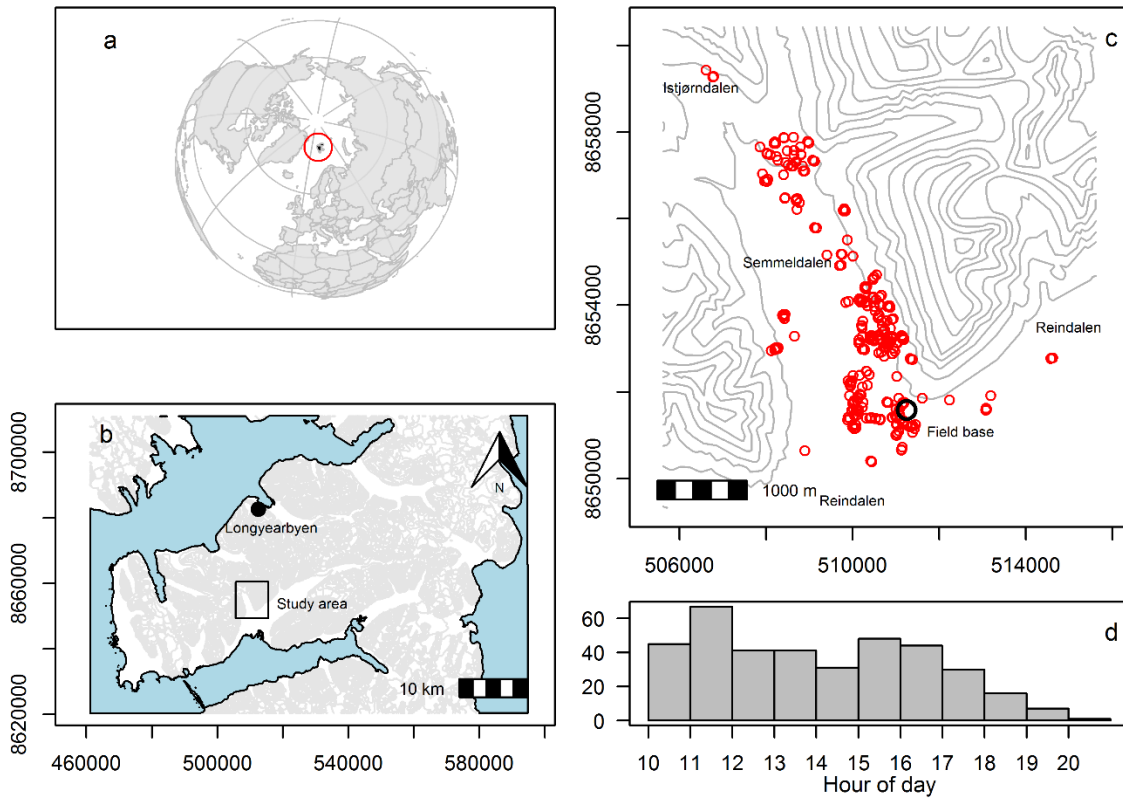 a
b
Longyearbyen
N
Study area
10 km
8700000
8660000
8620000
460000 500000 540000 580000
c
Istjørndalen
Semmeldalen
Reindalen
Field base
1000 m
Reindalen
8658000
8654000
8650000
506000 510000 514000
d
60
40
20
0
10 11 12 13 14 15 16 17 18 19 20
Hour of day